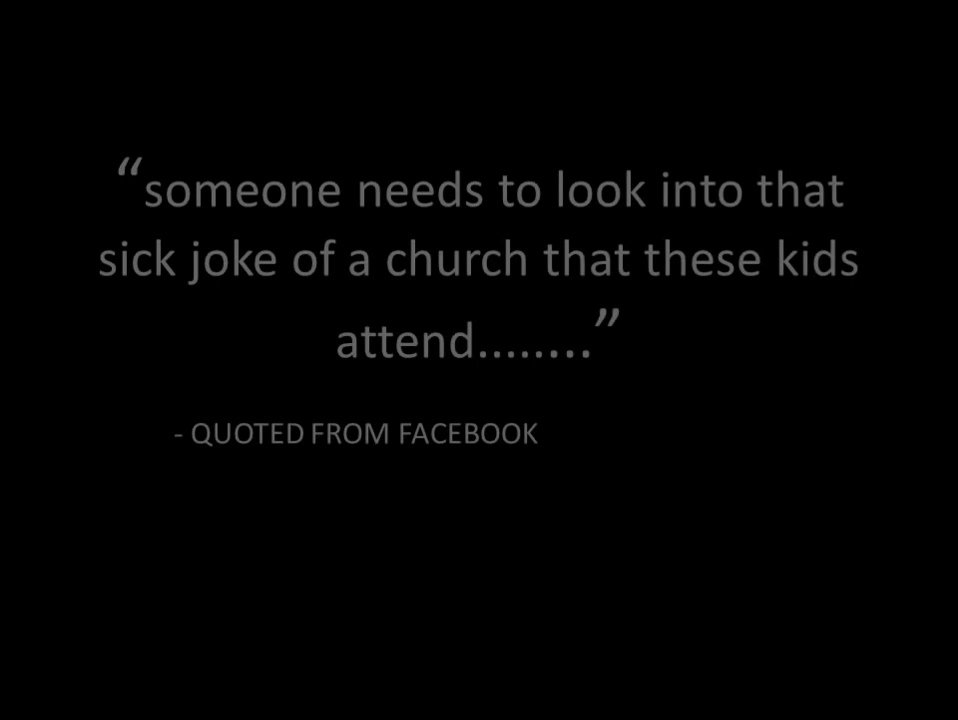 “someone needs to look into that
sick joke of a church that these kids
attend........”
- QUOTED FROM FACEBOOK